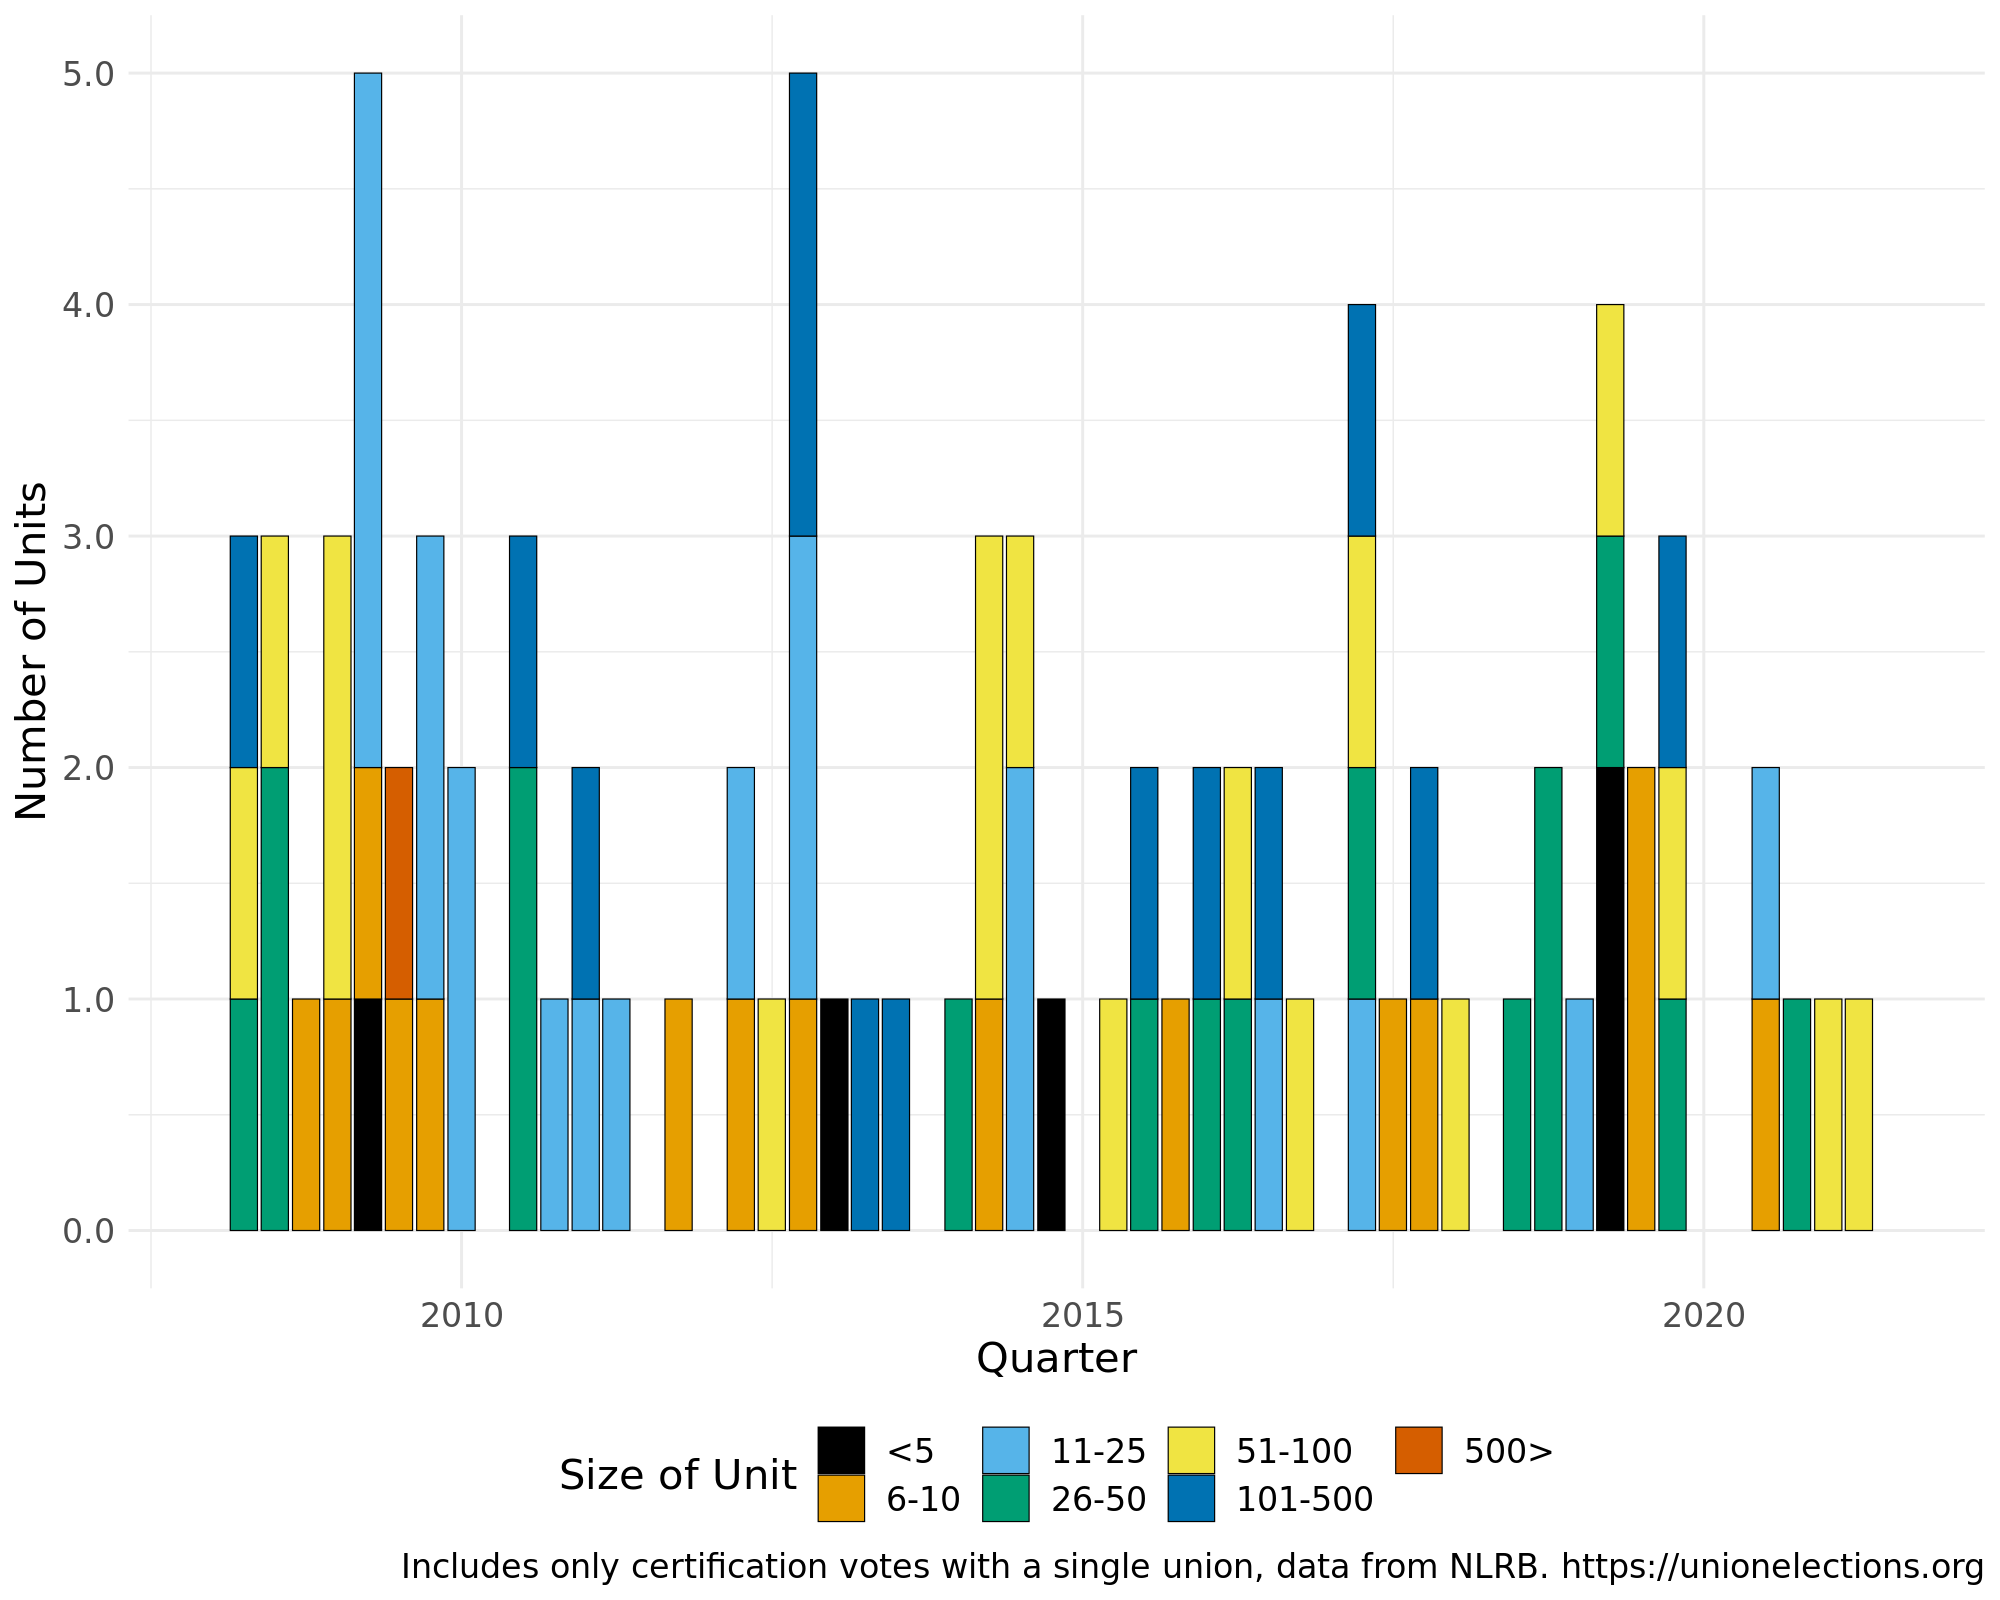 5.0
4.0
3.0
2.0
1.0
0.0
Number of Units
2010 2015 2020
Quarter
Size of Unit
<5 11-25 51-100 500>
6-10 26-50 101-500
Includes only certification votes with a single union, data from NLRB. https://unionelections.org